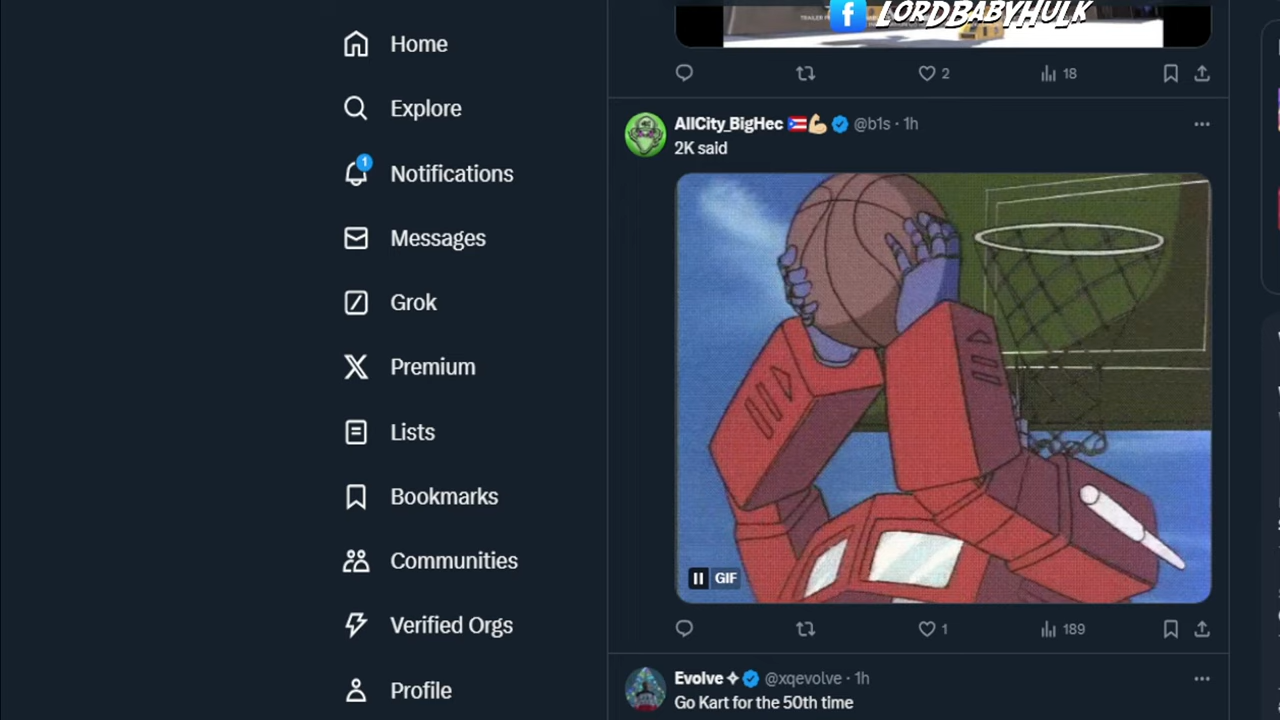 Home
Explore
1
Notifications
Messages
Grok
Premium
Lists
Bookmarks
Communities
Verified Orgs
Profile
LORDBABYHULK
2
18
AllCity_BigHec @b1s · 1h
2K said
GIF
1
189
Evolve @xqevolve · 1h
Go Kart for the 50th time